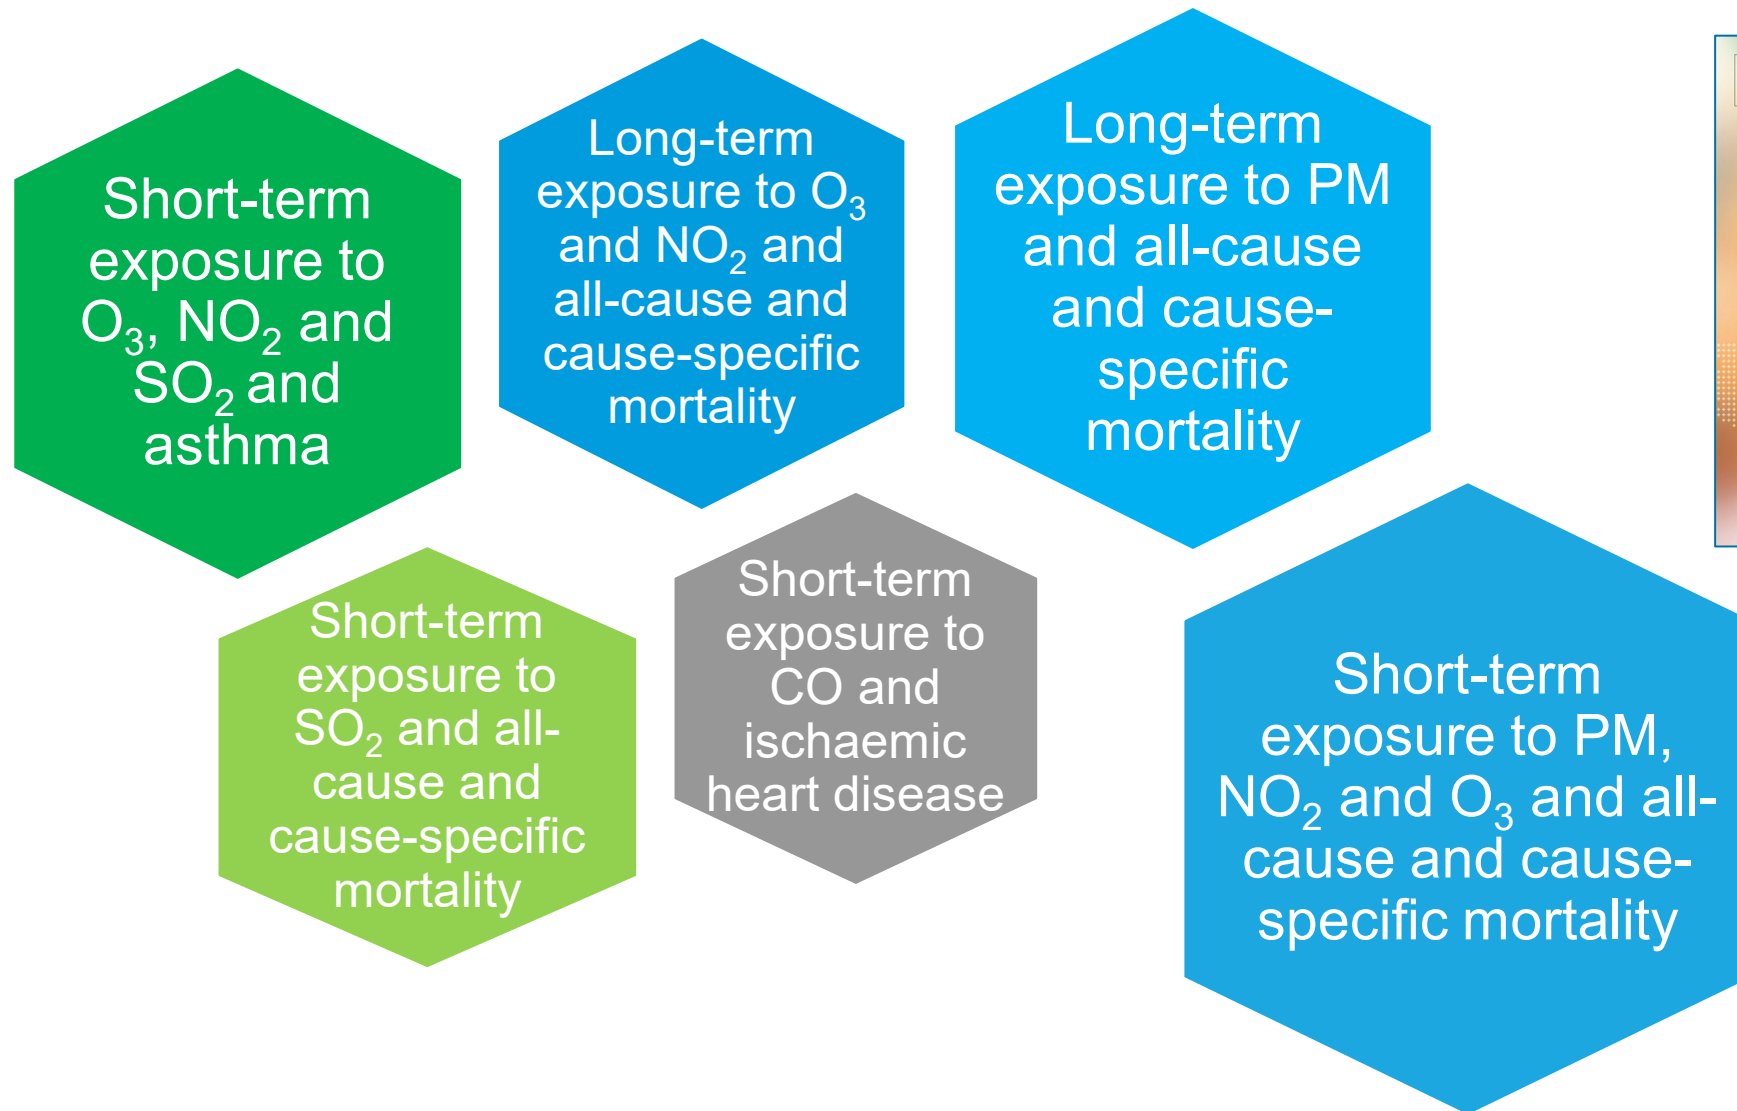 Short-term
exposure to
O₃, NO₂ and
SO₂ and
asthma
Long-term
exposure to O₃
and NO₂ and
all-cause and
cause-specific
mortality
Long-term
exposure to PM
and all-cause
and cause-
specific
mortality
Short-term
exposure to
SO₂ and all-
cause and
cause-specific
mortality
Short-term
exposure to
CO and
ischaemic
heart disease
Short-term
exposure to PM,
NO₂ and O₃ and all-
cause and cause-
specific mortality